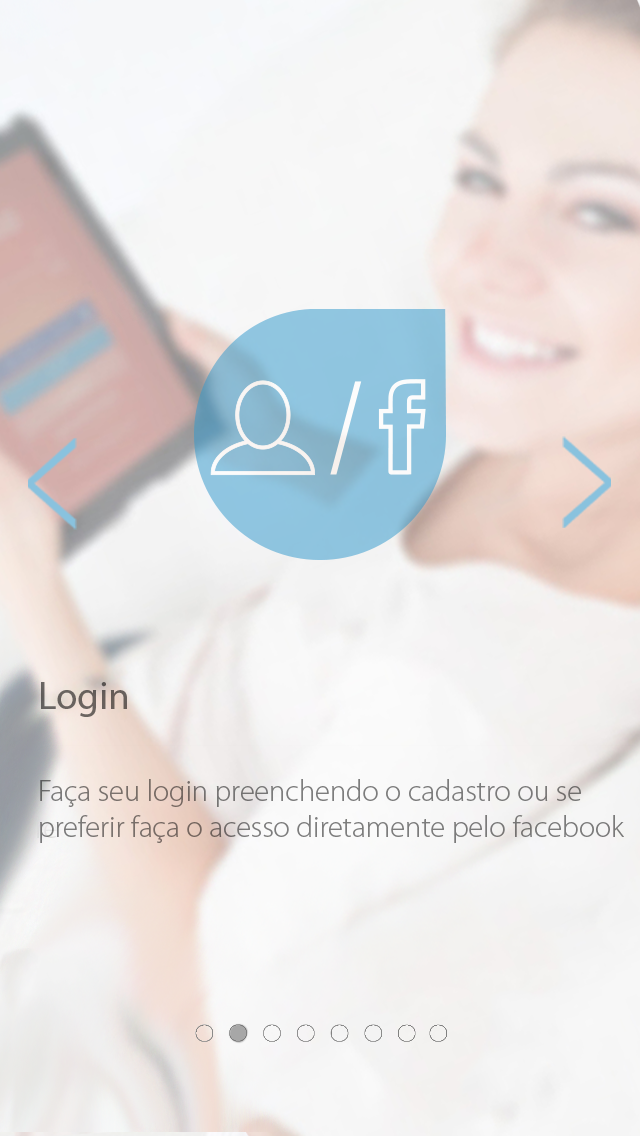 Login
Faça seu login preenchendo o cadastro ou se
preferir faça o acesso diretamente pelo facebook